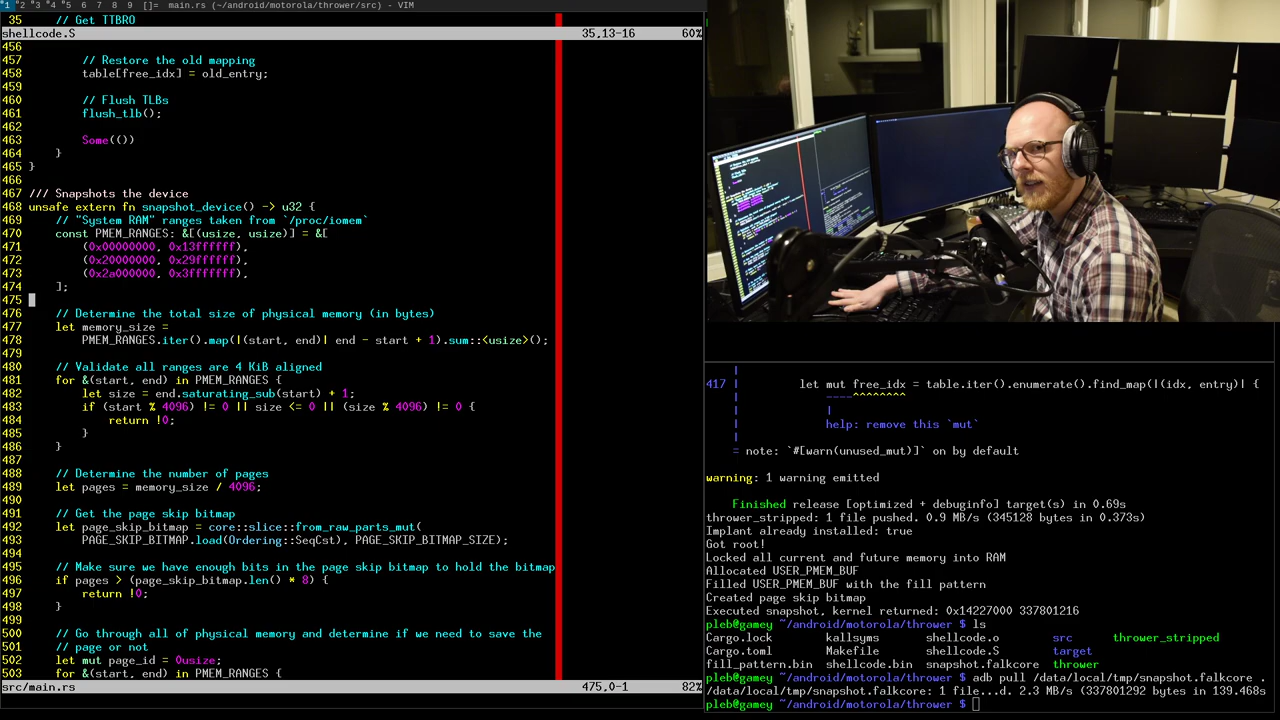 1 2 3 4 5 6 7 8 9 []= main.rs (~/android/motorola/thrower/src) - VIM
35 // Get TTBR0
shellcode.S 35,13-16 60%
456
457 // Restore the old mapping
458 table[free_idx] = old_entry;
459
460 // Flush TLBs
461 flush_tlb();
462
463 Some(())
464 }
465 }
466
467 /// Snapshots the device
468 unsafe extern fn snapshot_device() -> u32 {
469 // "System RAM" ranges taken from `/proc/iomem`
470 const PMEM_RANGES: &[(usize, usize)] = &[
471 (0x00000000, 0x13ffffff),
472 (0x20000000, 0x29ffffff),
473 (0x2a000000, 0x3fffffff),
474 ];
475
476 // Determine the total size of physical memory (in bytes)
477 let memory_size =
478 PMEM_RANGES.iter().map(|(start, end)| end - start + 1).sum::<usize>();
479
480 // Validate all ranges are 4 KiB aligned
481 for &(start, end) in PMEM_RANGES {
482 let size = end.saturating_sub(start) + 1;
483 if (start % 4096) != 0 || size <= 0 || (size % 4096) != 0 {
484 return !0;
485 }
486 }
487
488 // Determine the number of pages
489 let pages = memory_size / 4096;
490
491 // Get the page skip bitmap
492 let page_skip_bitmap = core::slice::from_raw_parts_mut(
493 PAGE_SKIP_BITMAP.load(Ordering::SeqCst), PAGE_SKIP_BITMAP_SIZE);
494
495 // Make sure we have enough bits in the page skip bitmap to hold the bitmap
496 if pages > (page_skip_bitmap.len() * 8) {
497 return !0;
498 }
499
500 // Go through all of physical memory and determine if we need to save the
501 // page or not
502 let mut page_id = 0usize;
503 for &(start, end) in PMEM_RANGES {
src/main.rs 475,0-1 82%
|
417 | let mut free_idx = table.iter().enumerate().find_map(|(idx, entry)| {
| ----^^^^^^^^
| |
| help: remove this `mut`
|
= note: `#[warn(unused_mut)]` on by default
warning: 1 warning emitted
Finished release [optimized + debuginfo] target(s) in 0.69s
thrower_stripped: 1 file pushed. 0.9 MB/s (345128 bytes in 0.373s)
Implant already installed: true
Got root!
Locked all current and future memory into RAM
Allocated USER_PMEM_BUF
Filled USER_PMEM_BUF with the fill pattern
Created page skip bitmap
Executed snapshot, kernel returned: 0x14227000 337801216
pleb@gamey ~/android/motorola/thrower $ ls
Cargo.lock kallsyms shellcode.o src thrower_stripped
Cargo.toml Makefile shellcode.S target
fill_pattern.bin shellcode.bin snapshot.falkcore thrower
pleb@gamey ~/android/motorola/thrower $ adb pull /data/local/tmp/snapshot.falkcore .
/data/local/tmp/snapshot.falkcore: 1 file...d. 2.3 MB/s (337801292 bytes in 139.468s
pleb@gamey ~/android/motorola/thrower $